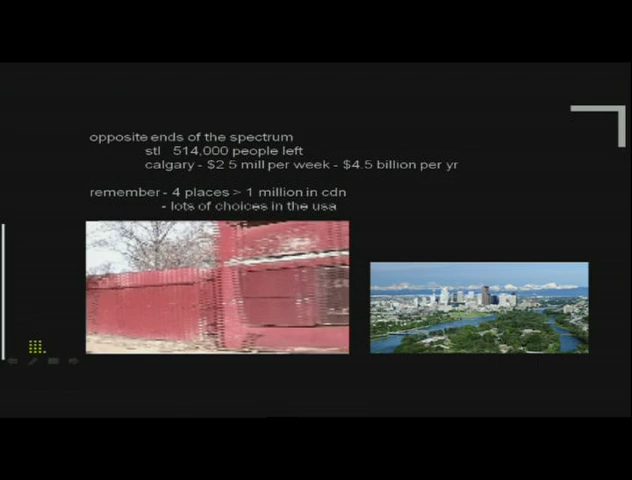 opposite ends of the spectrum
stl 514,000 people left
calgary - $2 5 mill per week - $4.5 billion per yr
remember - 4 places > 1 million in cdn
- lots of choices in the usa